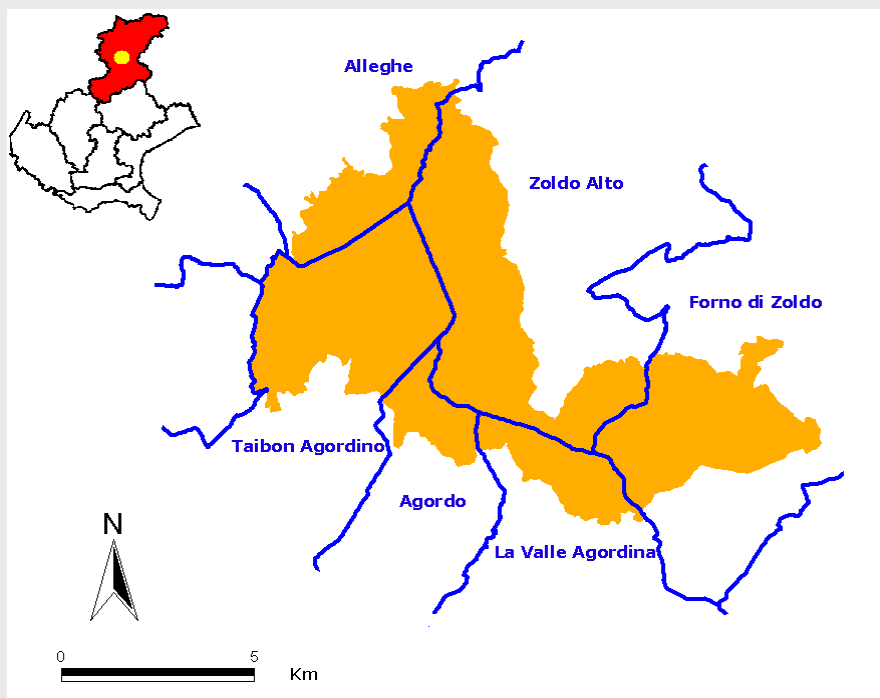 Alleghe
Zoldo Alto
Forno di Zoldo
Taibon Agordino
Agordo
La Valle Agordina
N
0 5
Km